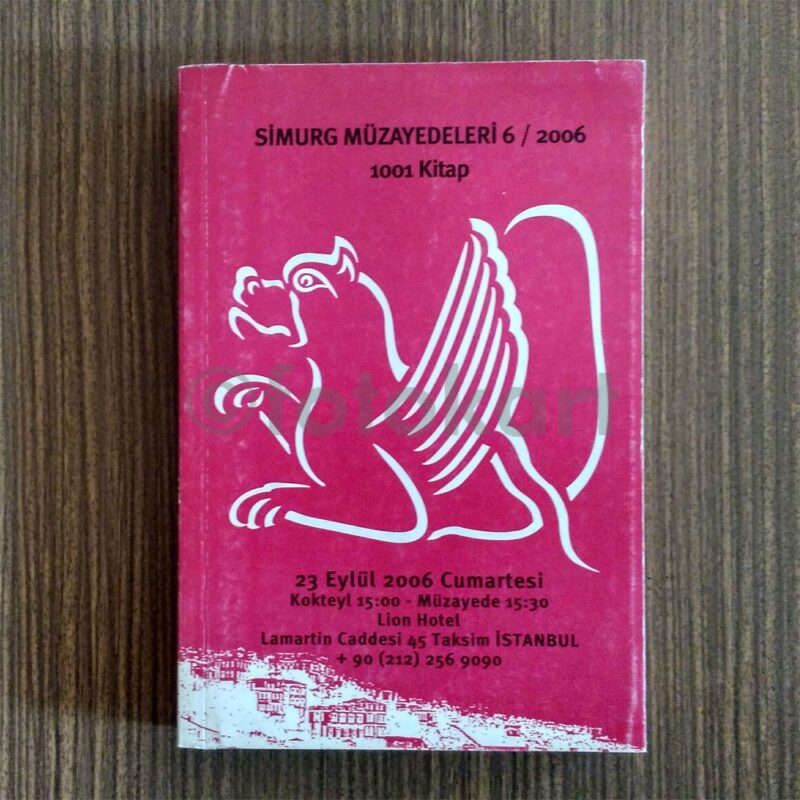 SİMURG MÜZAYEDELERİ 6 / 2006
1001 Kitap
©fotokart
23 Eylül 2006 Cumartesi
Kokteyl 15:00 - Müzayede 15:30
Lion Hotel
Lamartin Caddesi 45 Taksim İSTANBUL
+ 90 (212) 256 9090